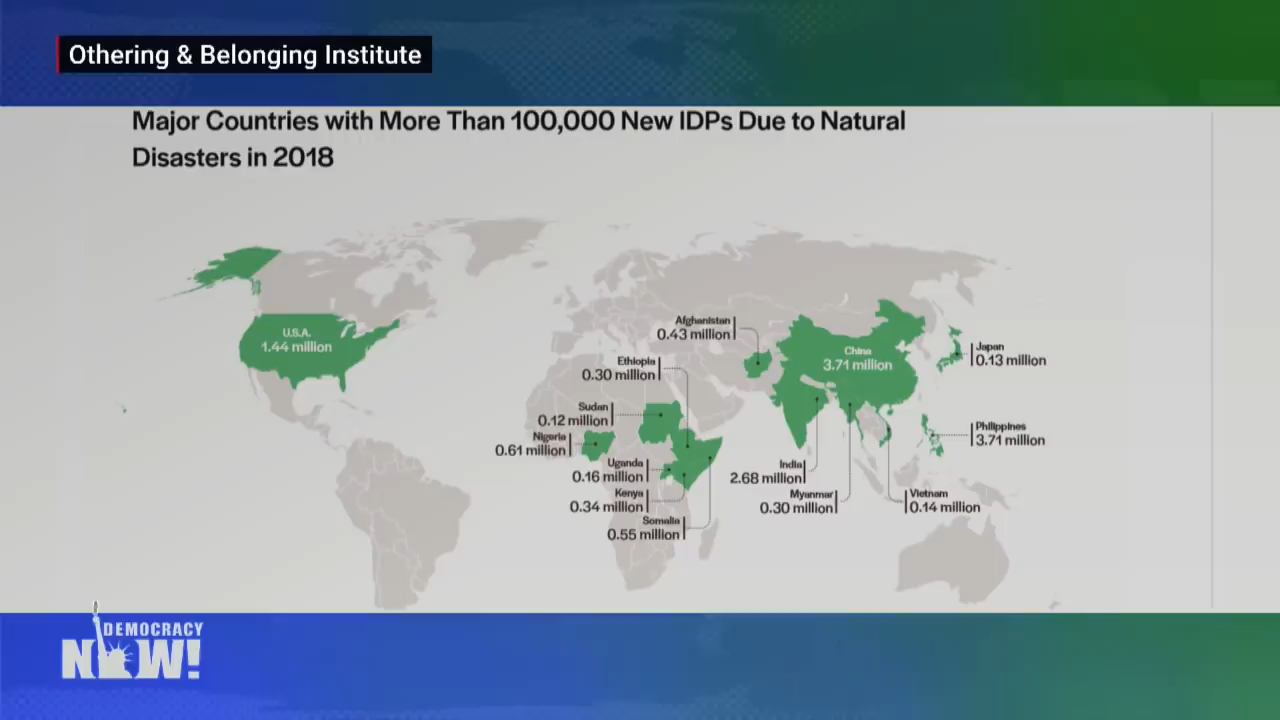 Othering & Belonging Institute
Major Countries with More Than 100,000 New IDPs Due to Natural
Disasters in 2018
U.S.A.
1.44 million
Afghanistan
0.43 million
China
3.71 million
Japan
0.13 million
Ethiopia
0.30 million
Sudan
0.12 million
Nigeria
0.61 million
Uganda
0.16 million
Kenya
0.34 million
Somalia
0.55 million
India
2.68 million
Myanmar
0.30 million
Vietnam
0.14 million
Philippines
3.71 million
DEMOCRACY
NOW!